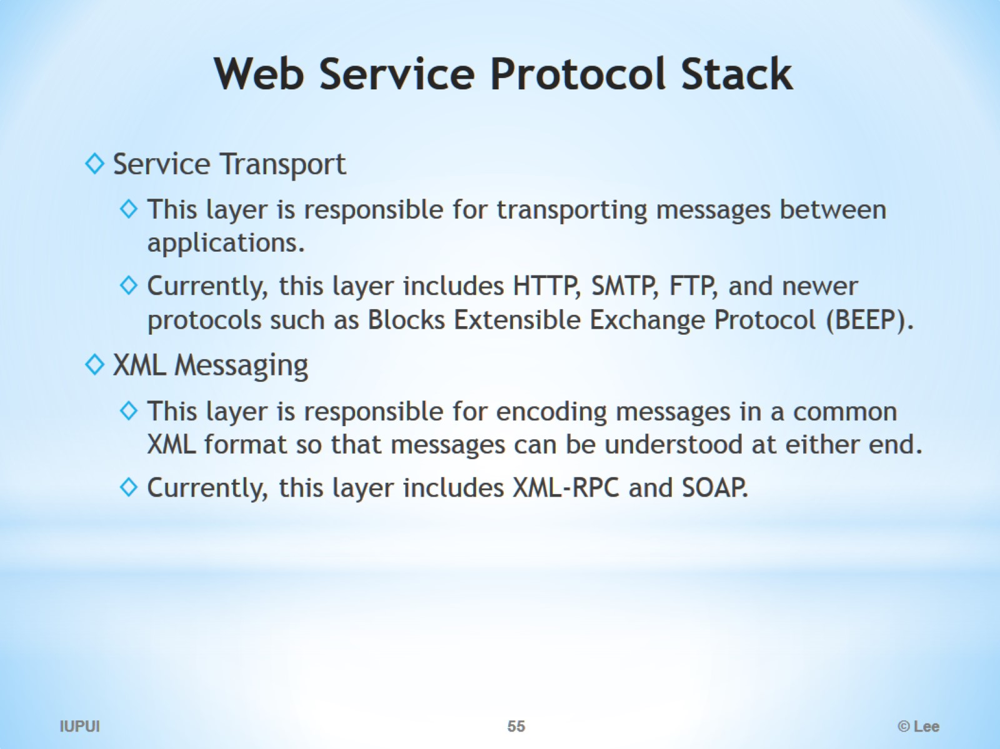 Web Service Protocol Stack
Service Transport
This layer is responsible for transporting messages between
applications.
Currently, this layer includes HTTP, SMTP, FTP, and newer
protocols such as Blocks Extensible Exchange Protocol (BEEP).
XML Messaging
This layer is responsible for encoding messages in a common
XML format so that messages can be understood at either end.
Currently, this layer includes XML-RPC and SOAP.
IUPUI
55
© Lee